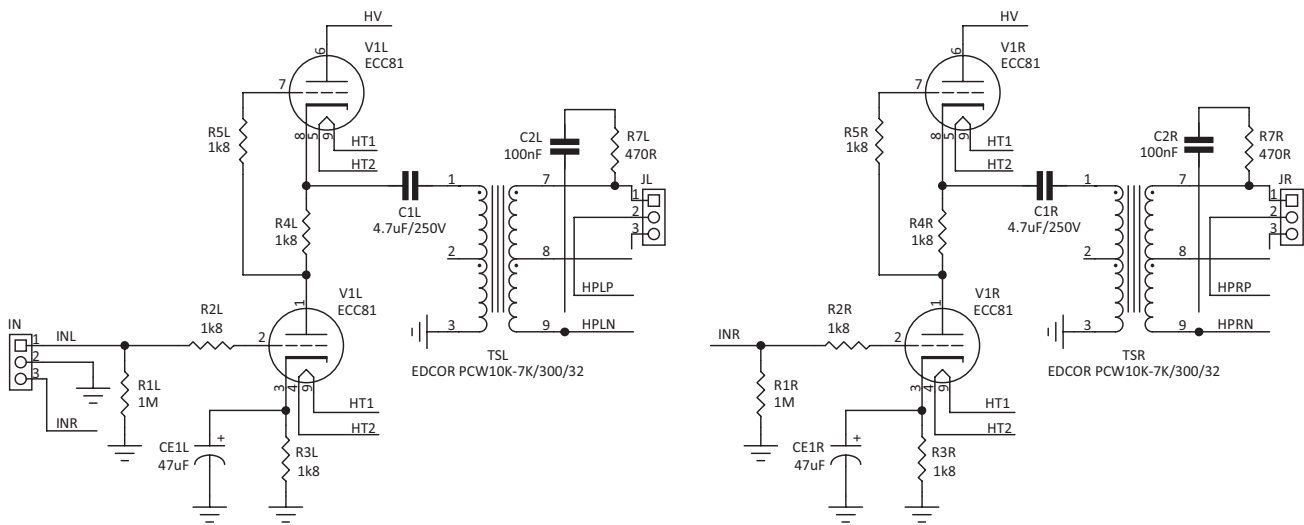 HV
V1L
ECC81
6
7
8
5
9
HT1
HT2
R5L
1k8
C2L
100nF
R7L
470R
JL
1
2
3
C1L
4.7uF/250V
1
2
3
7
8
9
R4L
1k8
HPLP
HPLN
TSL
EDCOR PCW10K-7K/300/32
V1L
ECC81
1
2
3
4
9
HT1
HT2
IN
1
2
3
INL
INR
R2L
1k8
R1L
1M
CE1L
+
47uF
R3L
1k8
HV
V1R
ECC81
6
7
8
5
9
HT1
HT2
R5R
1k8
C2R
100nF
R7R
470R
JR
1
2
3
C1R
4.7uF/250V
1
2
3
7
8
9
R4R
1k8
HPRP
HPRN
TSR
EDCOR PCW10K-7K/300/32
V1R
ECC81
1
2
3
4
9
HT1
HT2
INR
R2R
1k8
R1R
1M
CE1R
+
47uF
R3R
1k8